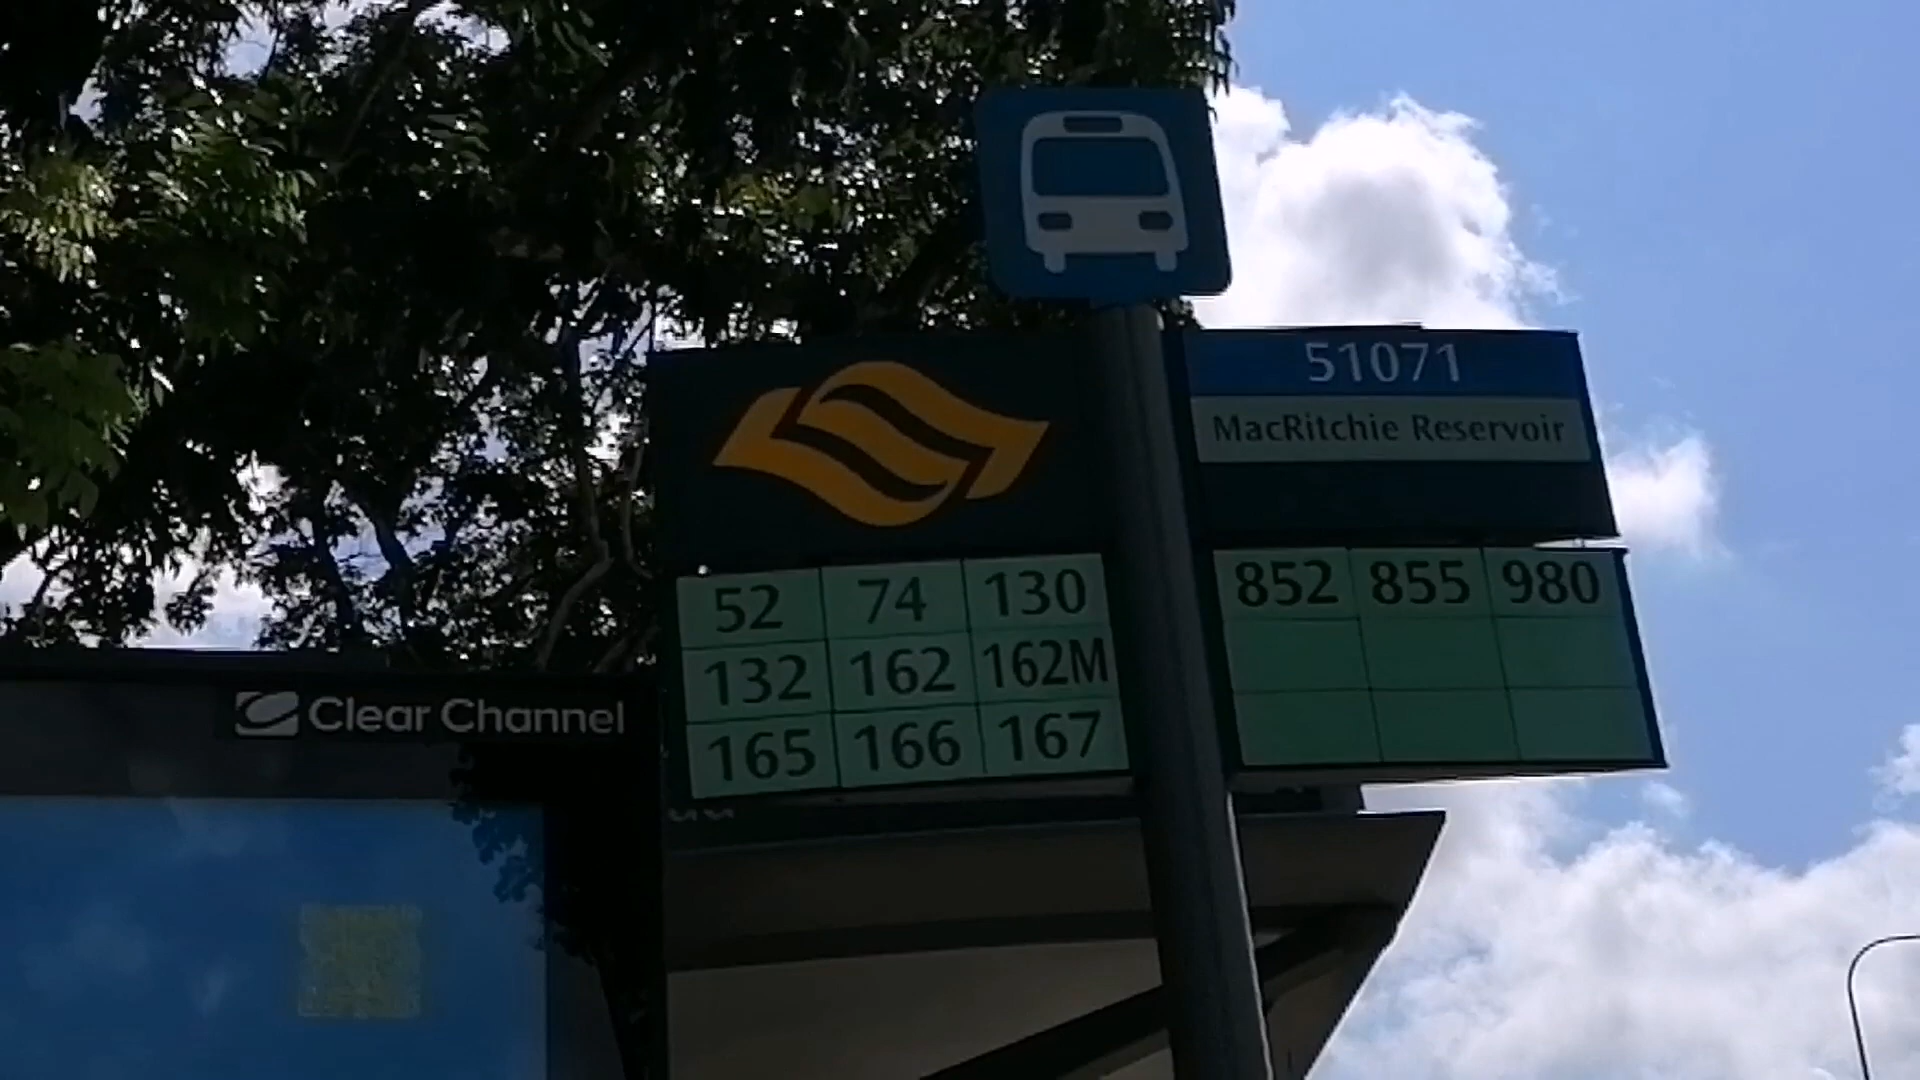 51071
MacRitchie Reservoir
52 74 130
132 162 162M
165 166 167
852 855 980
Clear Channel